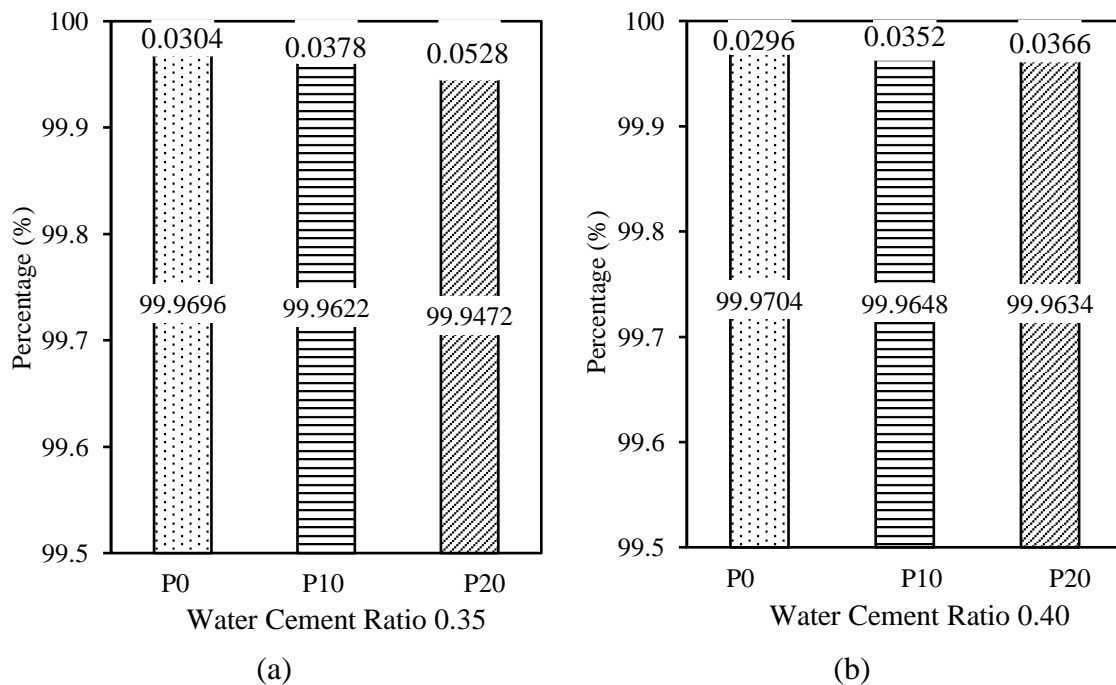 100
99.9
99.8
99.7
99.6
99.5
Percentage (%)
0.0304
0.0378
0.0528
99.9696
99.9622
99.9472
P0
P10
P20
Water Cement Ratio 0.35
(a)
100
99.9
99.8
99.7
99.6
99.5
Percentage (%)
0.0296
0.0352
0.0366
99.9704
99.9648
99.9634
P0
P10
P20
Water Cement Ratio 0.40
(b)